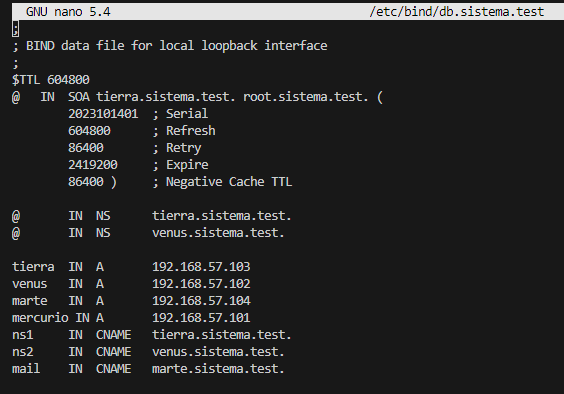 GNU nano 5.4 /etc/bind/db.sistema.test
;
; BIND data file for local loopback interface
;
$TTL 604800
@ IN SOA tierra.sistema.test. root.sistema.test. (
2023101401 ; Serial
604800 ; Refresh
86400 ; Retry
2419200 ; Expire
86400 ) ; Negative Cache TTL
@ IN NS tierra.sistema.test.
@ IN NS venus.sistema.test.
tierra IN A 192.168.57.103
venus IN A 192.168.57.102
marte IN A 192.168.57.104
mercurio IN A 192.168.57.101
ns1 IN CNAME tierra.sistema.test.
ns2 IN CNAME venus.sistema.test.
mail IN CNAME marte.sistema.test.